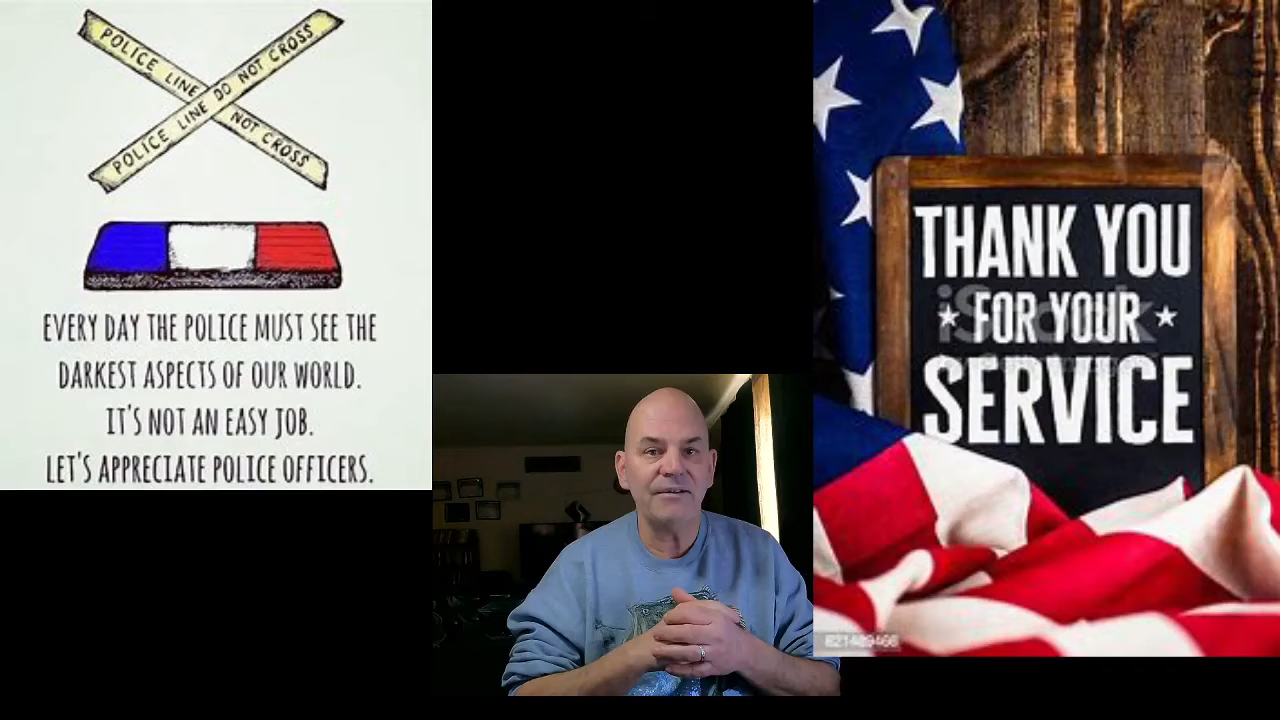 POLICE LINE DO NOT CROSS
POLICE LINE NOT CROSS
EVERY DAY THE POLICE MUST SEE THE
DARKEST ASPECTS OF OUR WORLD.
IT'S NOT AN EASY JOB.
LET'S APPRECIATE POLICE OFFICERS.
THANK YOU
FOR YOUR
SERVICE
iStock